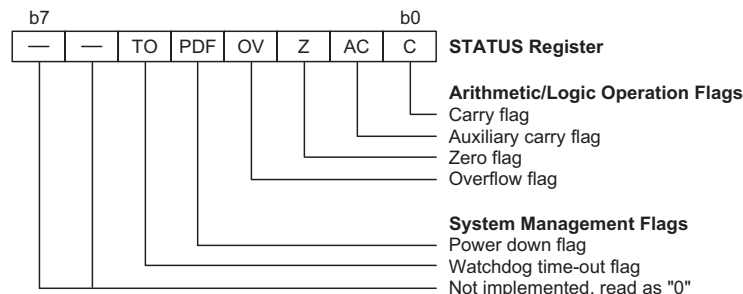 b7 b0
— — TO PDF OV Z AC C STATUS Register
Arithmetic/Logic Operation Flags
Carry flag
Auxiliary carry flag
Zero flag
Overflow flag
System Management Flags
Power down flag
Watchdog time-out flag
Not implemented, read as "0"